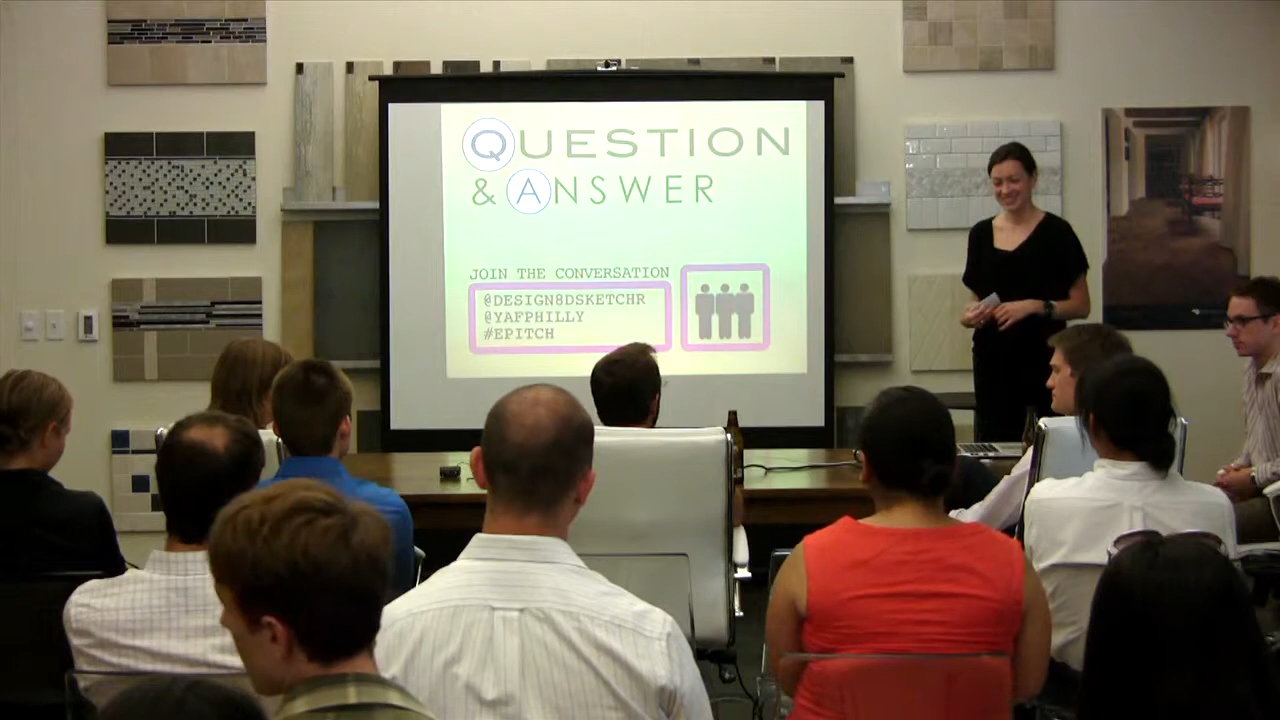 QUESTION
& ANSWER
JOIN THE CONVERSATION
@DESIGN8DSKETCHR
@YAFPHILLY
#EPITCH